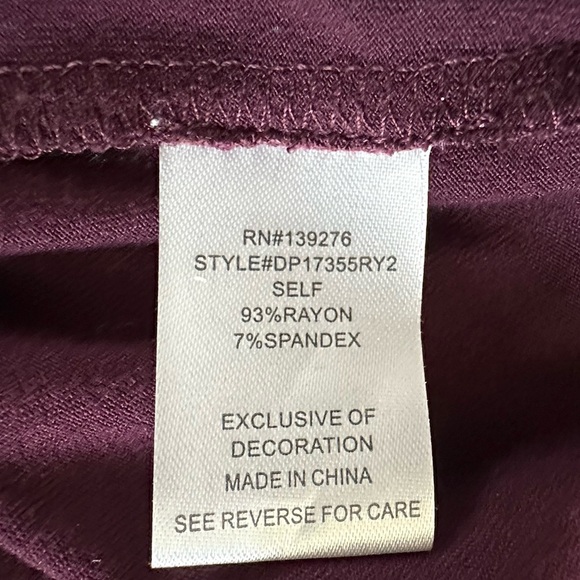 RN#139276
STYLE#DP17355RY2
SELF
93%RAYON
7%SPANDEX
EXCLUSIVE OF
DECORATION
MADE IN CHINA
SEE REVERSE FOR CARE